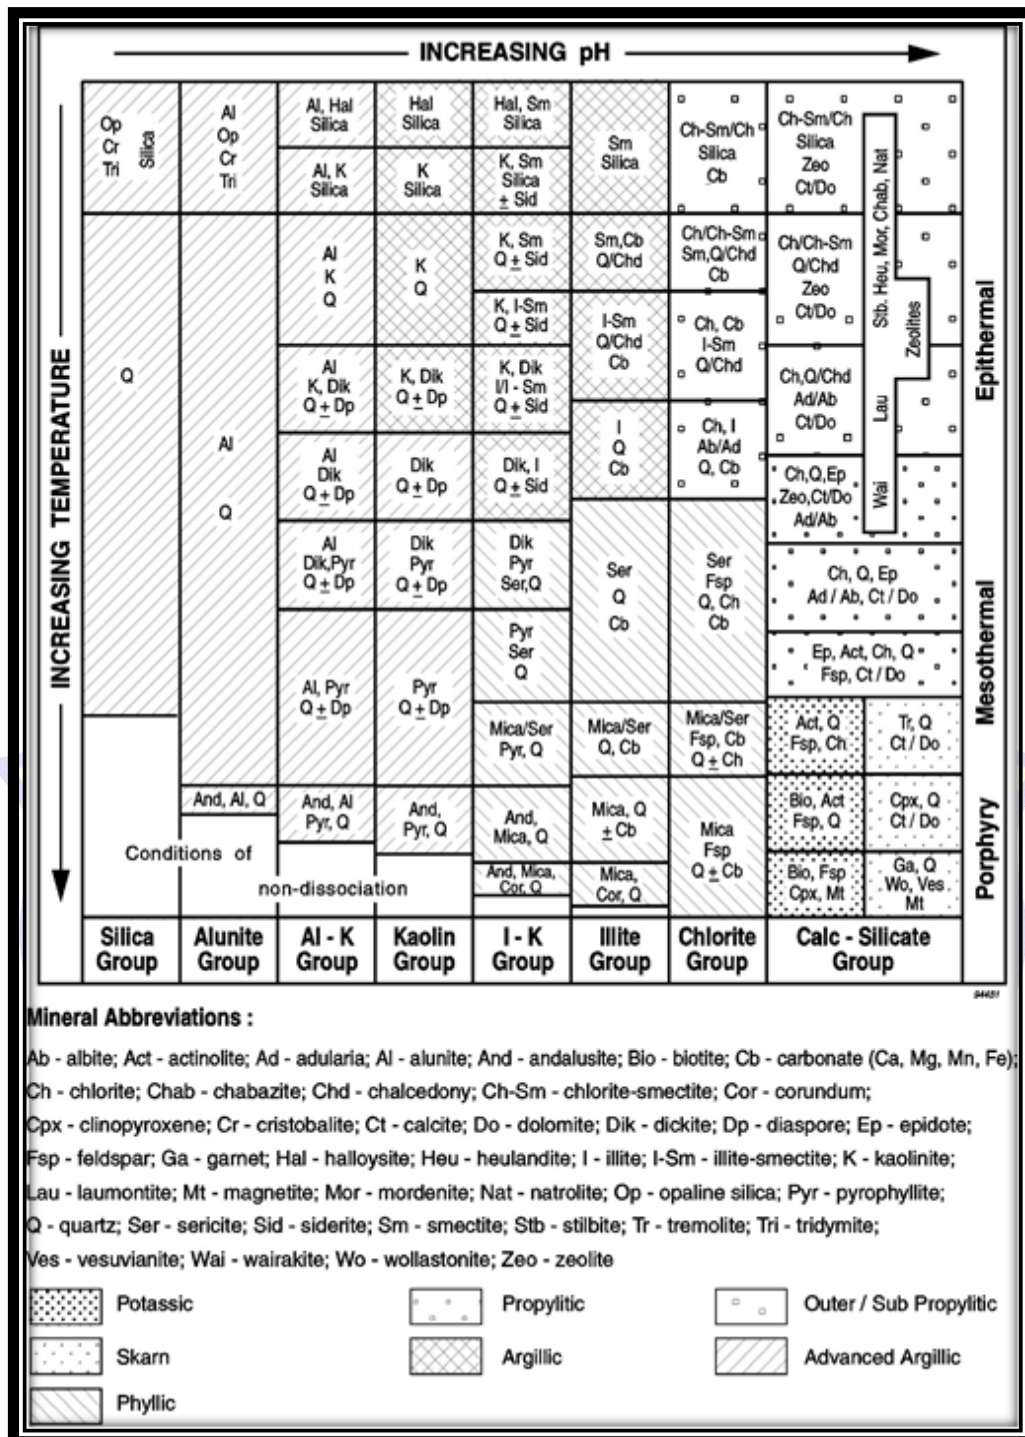 INCREASING pH
INCREASING TEMPERATURE
Op
Cr
Tri
Silica
Q
Al
Op
Cr
Tri
Al
Q
And, Al, Q
Al, Hal
Silica
Al, K
Silica
Al
K
Q
Al
K, Dik
Q ± Dp
Al
Dik
Q ± Dp
Al
Dik,Pyr
Q ± Dp
Al, Pyr
Q ± Dp
And, Al
Pyr, Q
Hal
Silica
K
Silica
K
Q
K, Dik
Q ± Dp
Dik
Q ± Dp
Dik
Pyr
Q ± Dp
Pyr
Q ± Dp
And,
Pyr, Q
Hal, Sm
Silica
K, Sm
Silica
± Sid
K, Sm
Q ± Sid
K, I-Sm
Q ± Sid
K, Dik
I/I - Sm
Q ± Sid
Dik, I
Q ± Sid
Dik
Pyr
Ser,Q
Pyr
Ser
Q
Mica/Ser
Pyr, Q
And,
Mica, Q
And, Mica,
Cor, Q
Sm
Silica
Sm,Cb
Q/Chd
I-Sm
Q/Chd
Cb
I
Q
Cb
Ser
Q
Cb
Mica/Ser
Q, Cb
Mica, Q
± Cb
Mica,
Cor, Q
Ch-Sm/Ch
Silica
Cb
Ch/Ch-Sm
Sm,Q/Chd
Cb
Ch, Cb
I-Sm
Q/Chd
Ch, I
Ab/Ad
Q, Cb
Ser
Fsp
Q, Ch
Cb
Mica/Ser
Fsp, Cb
Q ± Ch
Mica
Fsp
Q ± Cb
Ch-Sm/Ch
Silica
Zeo
Ct/Do
Ch/Ch-Sm
Q/Chd
Zeo
Ct/Do
Ch,Q/Chd
Ad/Ab
Ct/Do
Ch,Q,Ep
Zeo,Ct/Do
Ad/Ab
Ch, Q, Ep
Ad / Ab, Ct / Do
Ep, Act, Ch, Q
Fsp, Ct / Do
Act, Q
Fsp, Ch
Tr, Q
Ct / Do
Bio, Act
Fsp, Q
Cpx, Q
Ct / Do
Bio, Fsp
Cpx, Mt
Ga, Q
Wo, Ves
Mt
Stb. Heu, Mor, Chab, Nat
Zeolites
Lau
Wai
Epithermal
Mesothermal
Porphyry
Conditions of
non-dissociation
Silica
Group
Alunite
Group
Al - K
Group
Kaolin
Group
I - K
Group
Illite
Group
Chlorite
Group
Calc - Silicate
Group
94451
Mineral Abbreviations :
Ab - albite; Act - actinolite; Ad - adularia; Al - alunite; And - andalusite; Bio - biotite; Cb - carbonate (Ca, Mg, Mn, Fe);
Ch - chlorite; Chab - chabazite; Chd - chalcedony; Ch-Sm - chlorite-smectite; Cor - corundum;
Cpx - clinopyroxene; Cr - cristobalite; Ct - calcite; Do - dolomite; Dik - dickite; Dp - diaspore; Ep - epidote;
Fsp - feldspar; Ga - garnet; Hal - halloysite; Heu - heulandite; I - illite; I-Sm - illite-smectite; K - kaolinite;
Lau - laumontite; Mt - magnetite; Mor - mordenite; Nat - natrolite; Op - opaline silica; Pyr - pyrophyllite;
Q - quartz; Ser - sericite; Sid - siderite; Sm - smectite; Stb - stilbite; Tr - tremolite; Tri - tridymite;
Ves - vesuvianite; Wai - wairakite; Wo - wollastonite; Zeo - zeolite
Potassic
Propylitic
Outer / Sub Propylitic
Skarn
Argillic
Advanced Argillic
Phyllic